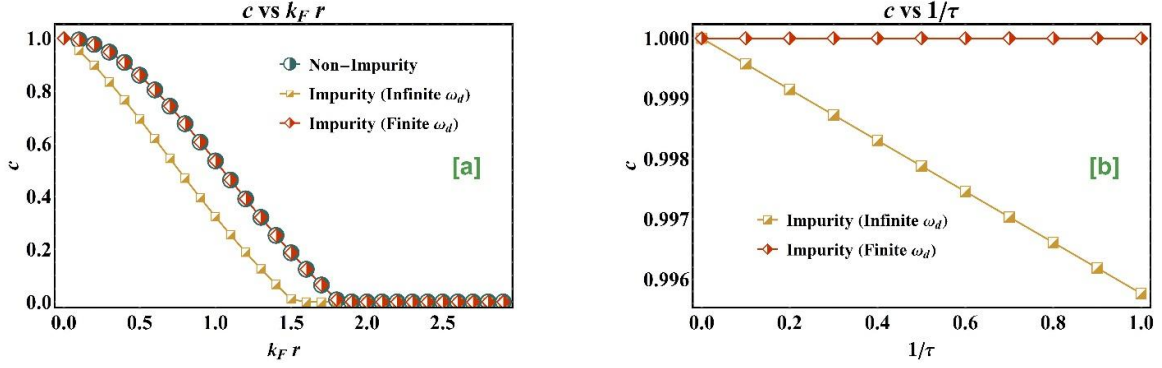 c vs k_F r
1.0
0.8
0.6
0.4
0.2
0.0
c
Non-Impurity
Impurity (Infinite ω_d)
Impurity (Finite ω_d)
[a]
0.0 0.5 1.0 1.5 2.0 2.5
k_F r
c vs 1/τ
1.000
0.999
0.998
0.997
0.996
c
[b]
Impurity (Infinite ω_d)
Impurity (Finite ω_d)
0.0 0.2 0.4 0.6 0.8 1.0
1/τ